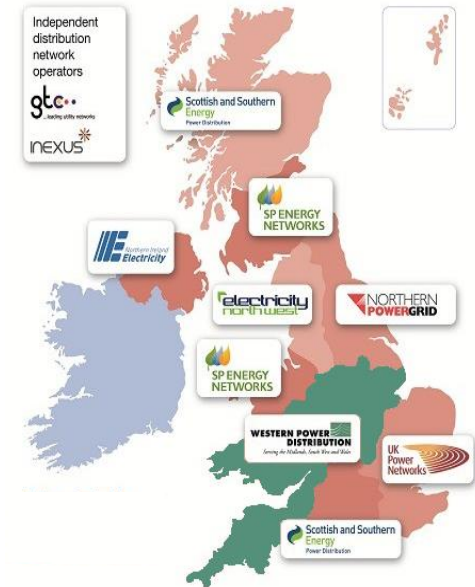 Independent
distribution
network
operators
gtc
...leading utility networks
INEXUS
Scottish and Southern
Energy
Power Distribution
SP ENERGY
NETWORKS
Northern Ireland
Electricity
electricity
north west
NORTHERN
POWERGRID
SP ENERGY
NETWORKS
WESTERN POWER
DISTRIBUTION
Serving the Midlands, South West and Wales
UK
Power
Networks
Scottish and Southern
Energy
Power Distribution